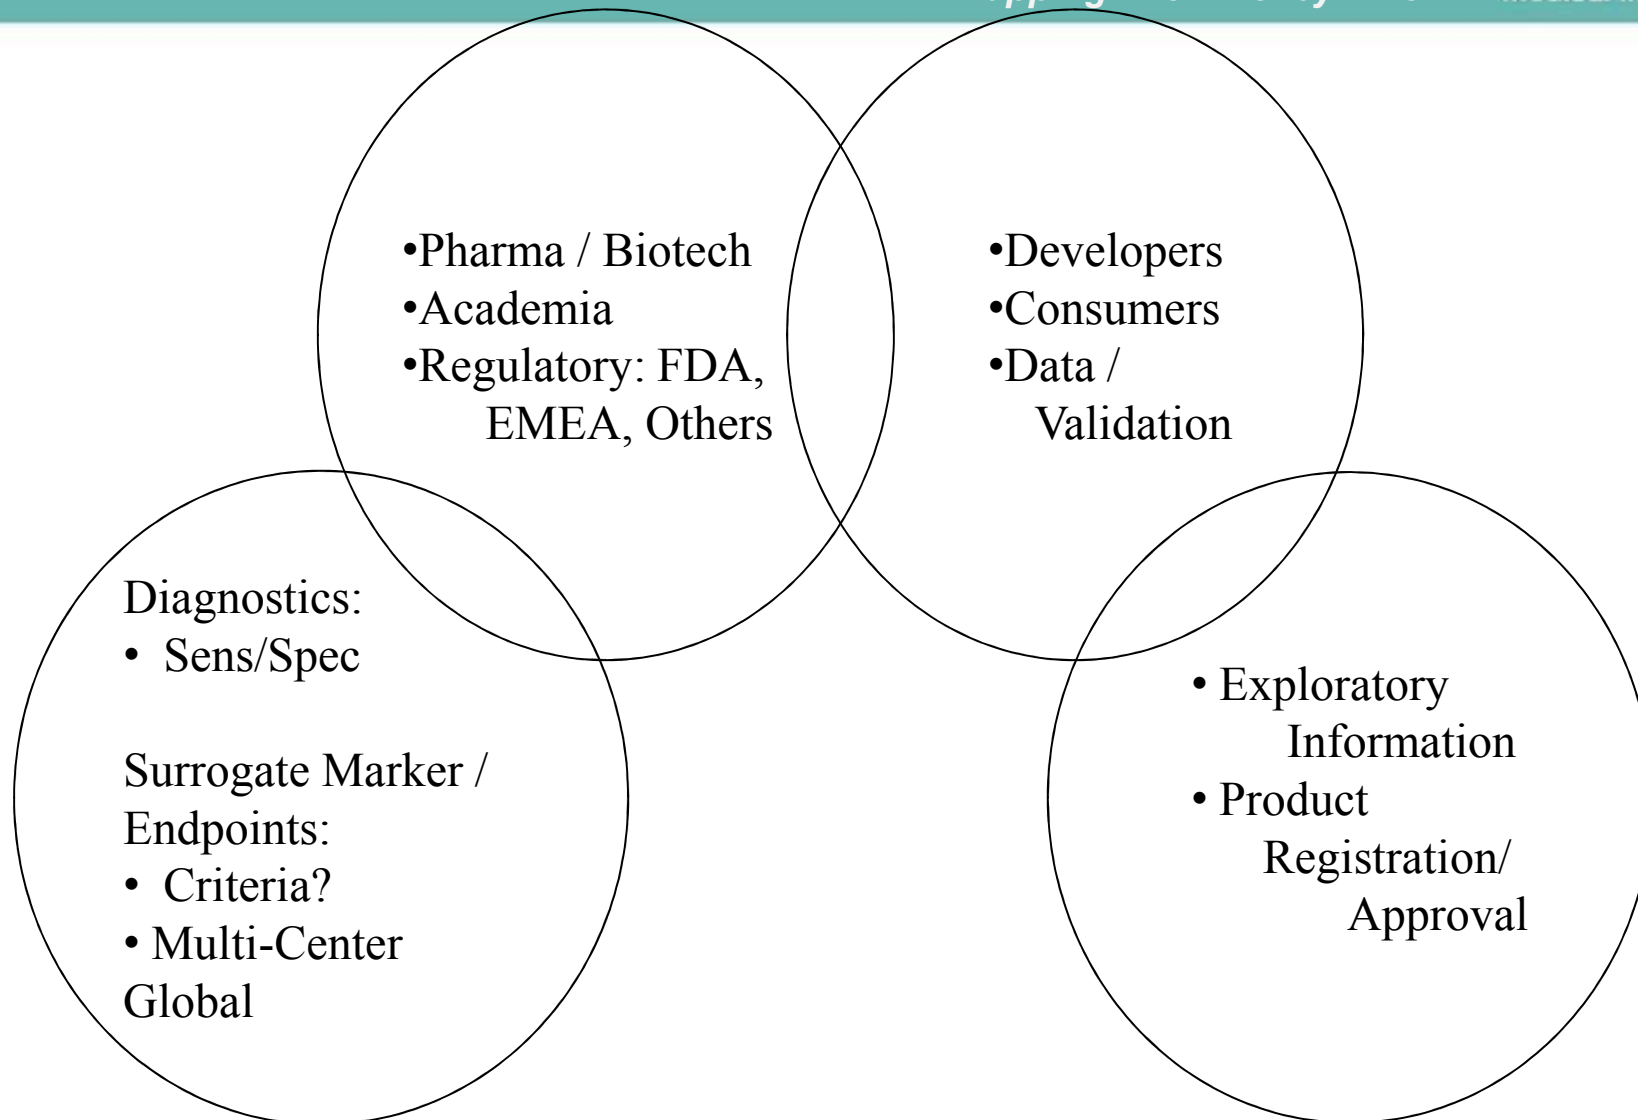 •Pharma / Biotech
•Academia
•Regulatory: FDA,
EMEA, Others
•Developers
•Consumers
•Data /
Validation
Diagnostics:
• Sens/Spec
Surrogate Marker /
Endpoints:
• Criteria?
• Multi-Center
Global
• Exploratory
Information
• Product
Registration/
Approval